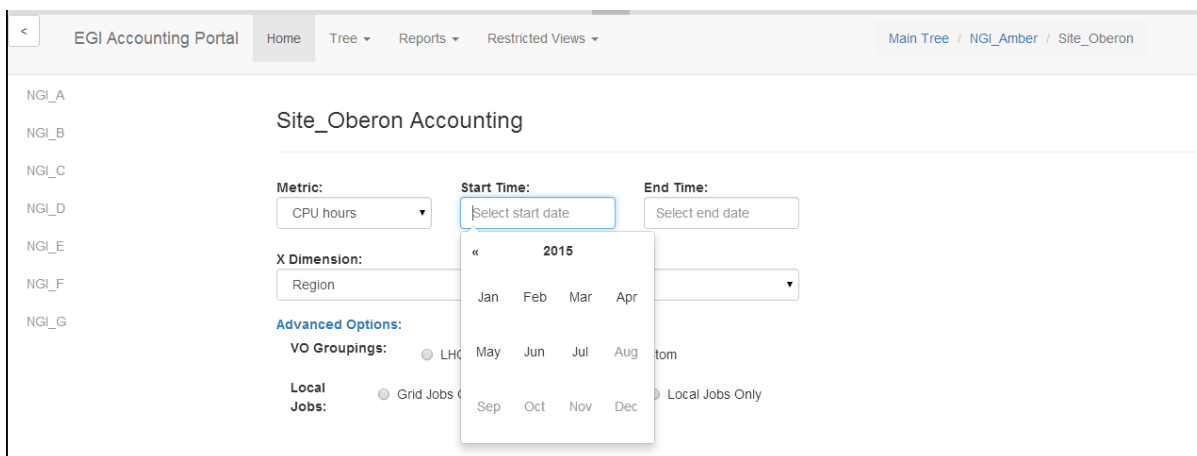 < EGI Accounting Portal Home Tree Reports Restricted Views Main Tree / NGI_Amber / Site_Oberon
NGI_A
NGI_B
NGI_C
NGI_D
NGI_E
NGI_F
NGI_G
Site_Oberon Accounting
Metric: Start Time: End Time:
CPU hours Select start date Select end date
« 2015
Jan Feb Mar Apr
May Jun Jul Aug
Sep Oct Nov Dec
X Dimension:
Region
Advanced Options:
VO Groupings:
Local Jobs:
Grid Jobs
Local Jobs Only